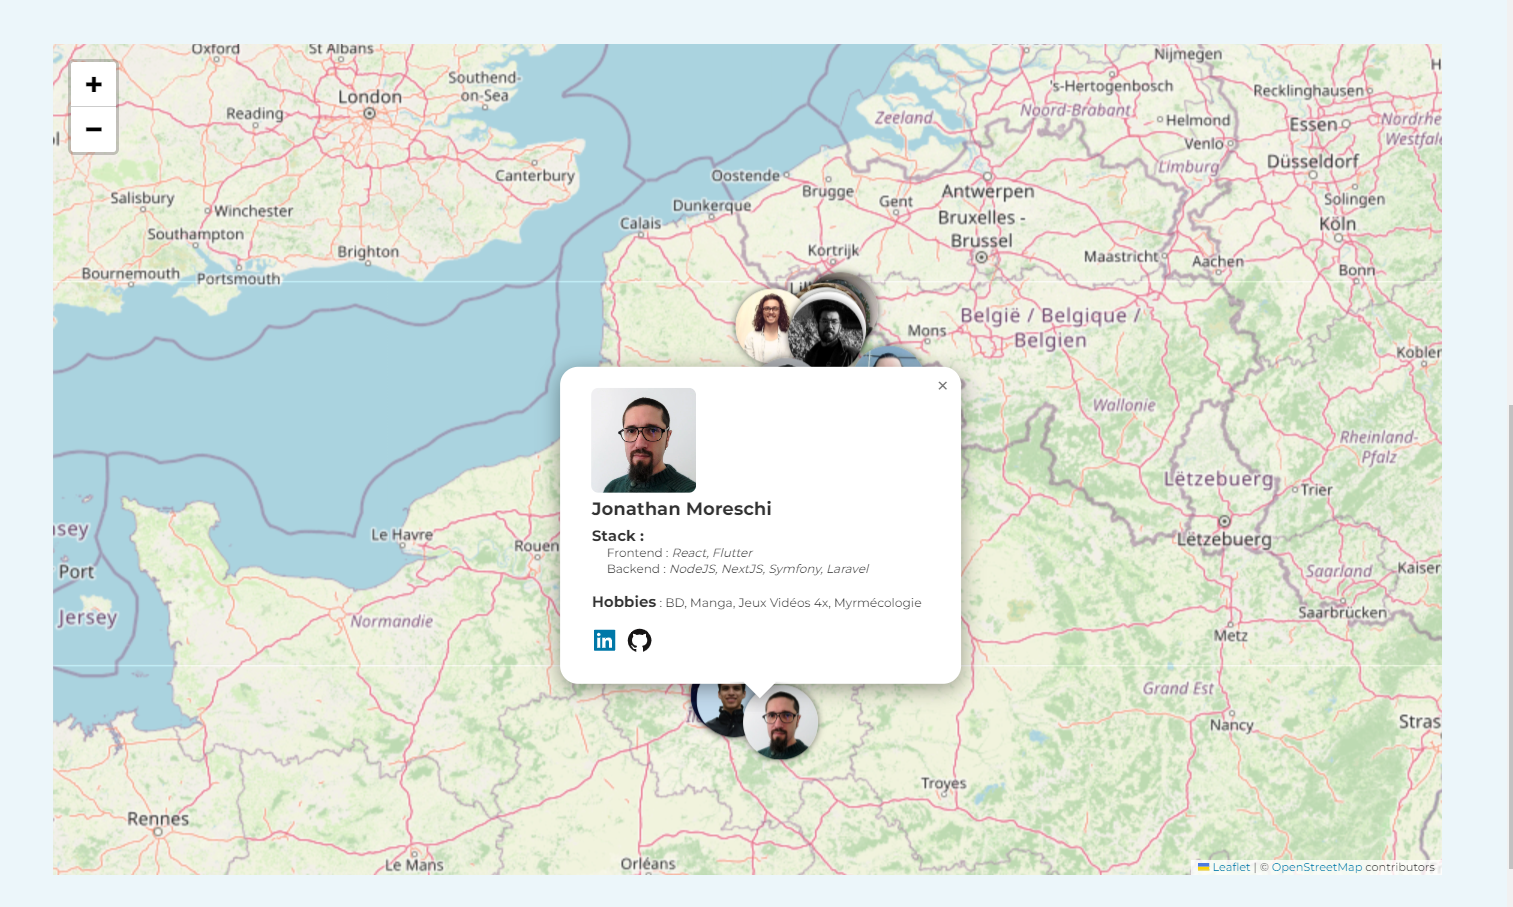 +
−
Oxford
St Albans
Nijmegen
Southend-
on-Sea
London
Reading
's-Hertogenbosch
Recklinghausen
H
Zeeland
Noord-Brabant
Helmond
Essen
Nordrhe
Westfale
Venlo
Limburg
Düsseldorf
Canterbury
Oostende
Brugge
Antwerpen
Salisbury
Winchester
Dunkerque
Gent
Solingen
Calais
Bruxelles -
Brussel
Köln
Southampton
Brighton
Kortrijk
Maastricht
Aachen
Bonn
Bournemouth
Portsmouth
Mons
België / Belgique /
Belgien
Koblen
Wallonie
Rheinland-
Pfalz
Lëtzebuerg
Trier
Le Havre
Rouen
Lëtzebuerg
Port
Jersey
Normandie
Saarland
Kaiser
Saarbrücken
Metz
Grand Est
Nancy
Stras
Troyes
Rennes
Le Mans
Orléans
×
Jonathan Moreschi
Stack :
Frontend : React, Flutter
Backend : NodeJS, NextJS, Symfony, Laravel
Hobbies : BD, Manga, Jeux Vidéos 4x, Myrmécologie
in
Leaflet | © OpenStreetMap contributors